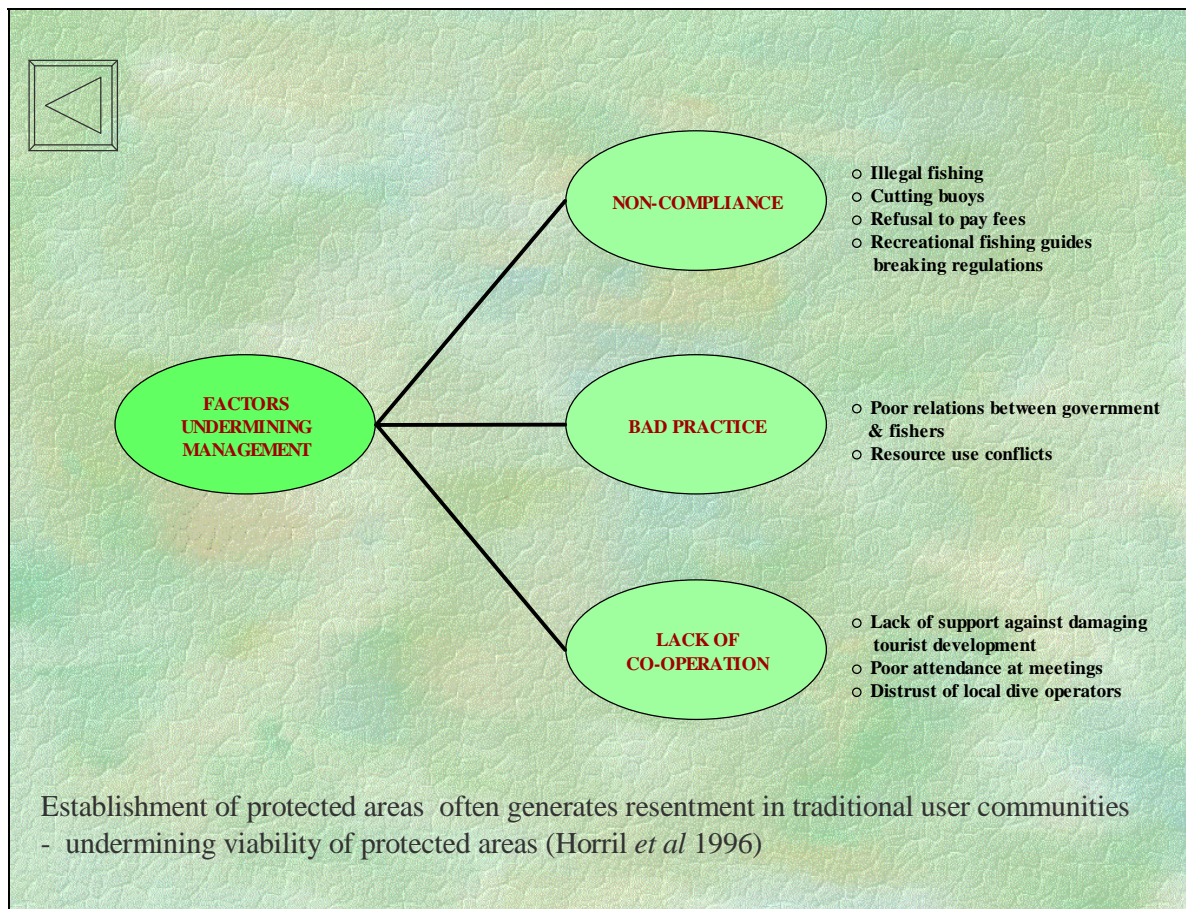 NON-COMPLIANCE
○ Illegal fishing
○ Cutting buoys
○ Refusal to pay fees
○ Recreational fishing guides
breaking regulations
FACTORS
UNDERMINING
MANAGEMENT
BAD PRACTICE
○ Poor relations between government
& fishers
○ Resource use conflicts
LACK OF
CO-OPERATION
○ Lack of support against damaging
tourist development
○ Poor attendance at meetings
○ Distrust of local dive operators
Establishment of protected areas often generates resentment in traditional user communities
- undermining viability of protected areas (Horril et al 1996)